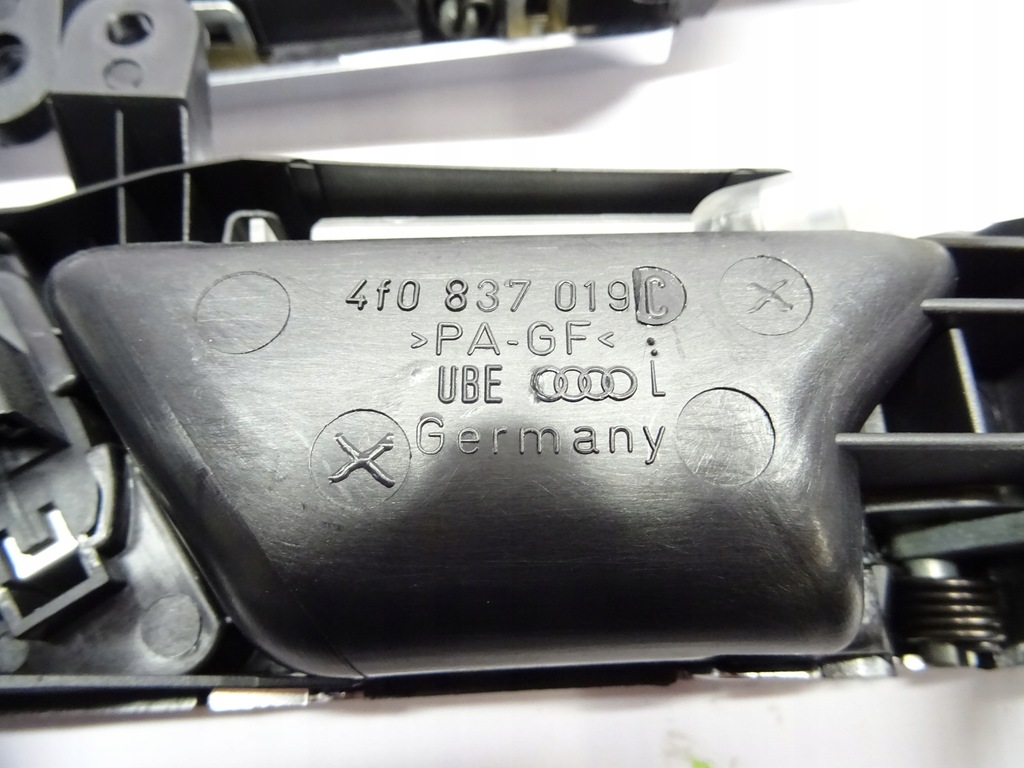 4f0 837 019 C
>PA-GF<
UBE i
Germany